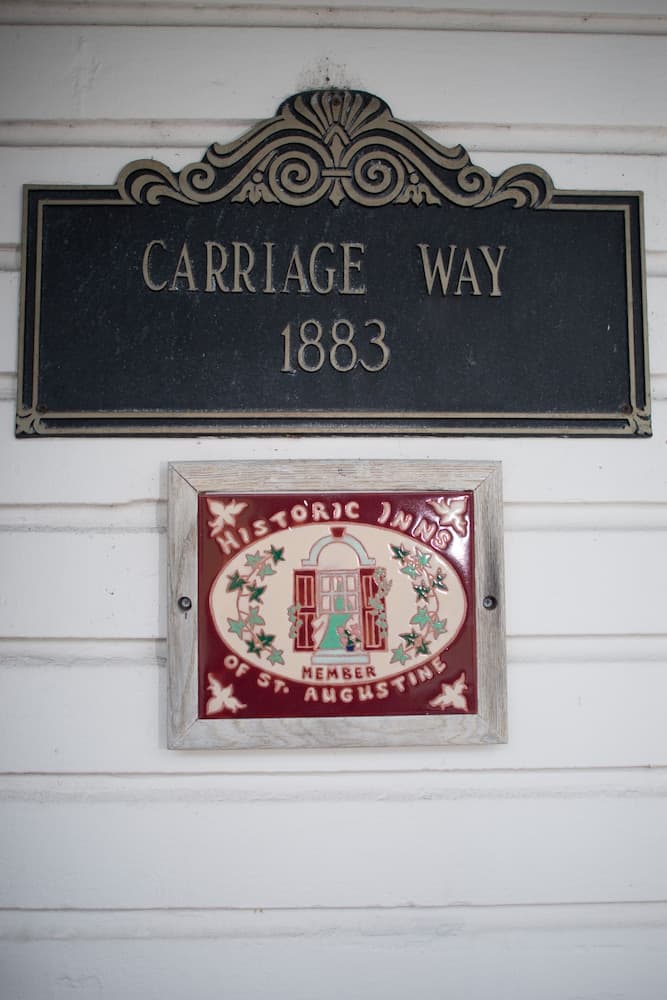 CARRIAGE WAY
1883
HISTORIC INNS
MEMBER
OF ST. AUGUSTINE